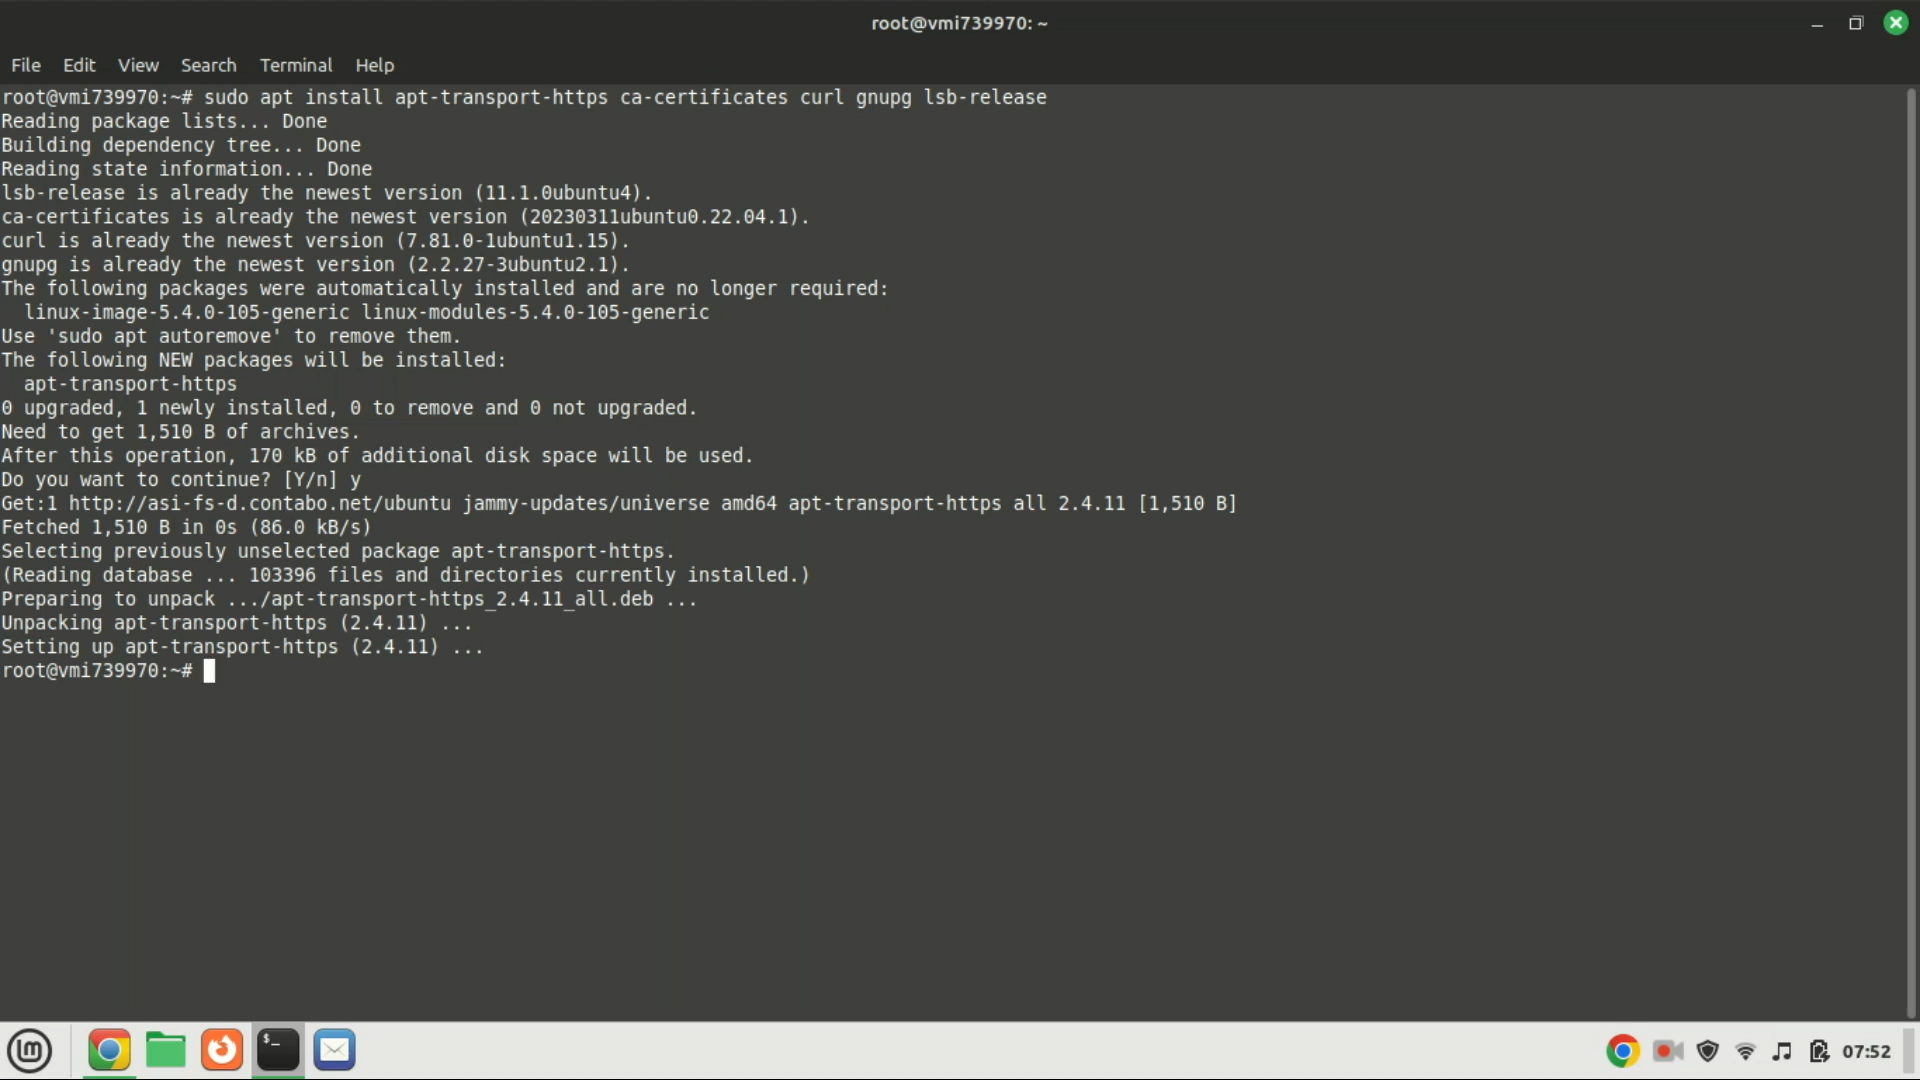 root@vmi739970: ~
File Edit View Search Terminal Help
root@vmi739970:~# sudo apt install apt-transport-https ca-certificates curl gnupg lsb-release
Reading package lists... Done
Building dependency tree... Done
Reading state information... Done
lsb-release is already the newest version (11.1.0ubuntu4).
ca-certificates is already the newest version (20230311ubuntu0.22.04.1).
curl is already the newest version (7.81.0-1ubuntu1.15).
gnupg is already the newest version (2.2.27-3ubuntu2.1).
The following packages were automatically installed and are no longer required:
  linux-image-5.4.0-105-generic linux-modules-5.4.0-105-generic
Use 'sudo apt autoremove' to remove them.
The following NEW packages will be installed:
  apt-transport-https
0 upgraded, 1 newly installed, 0 to remove and 0 not upgraded.
Need to get 1,510 B of archives.
After this operation, 170 kB of additional disk space will be used.
Do you want to continue? [Y/n] y
Get:1 http://asi-fs-d.contabo.net/ubuntu jammy-updates/universe amd64 apt-transport-https all 2.4.11 [1,510 B]
Fetched 1,510 B in 0s (86.0 kB/s)
Selecting previously unselected package apt-transport-https.
(Reading database ... 103396 files and directories currently installed.)
Preparing to unpack .../apt-transport-https_2.4.11_all.deb ...
Unpacking apt-transport-https (2.4.11) ...
Setting up apt-transport-https (2.4.11) ...
root@vmi739970:~#
$_
07:52